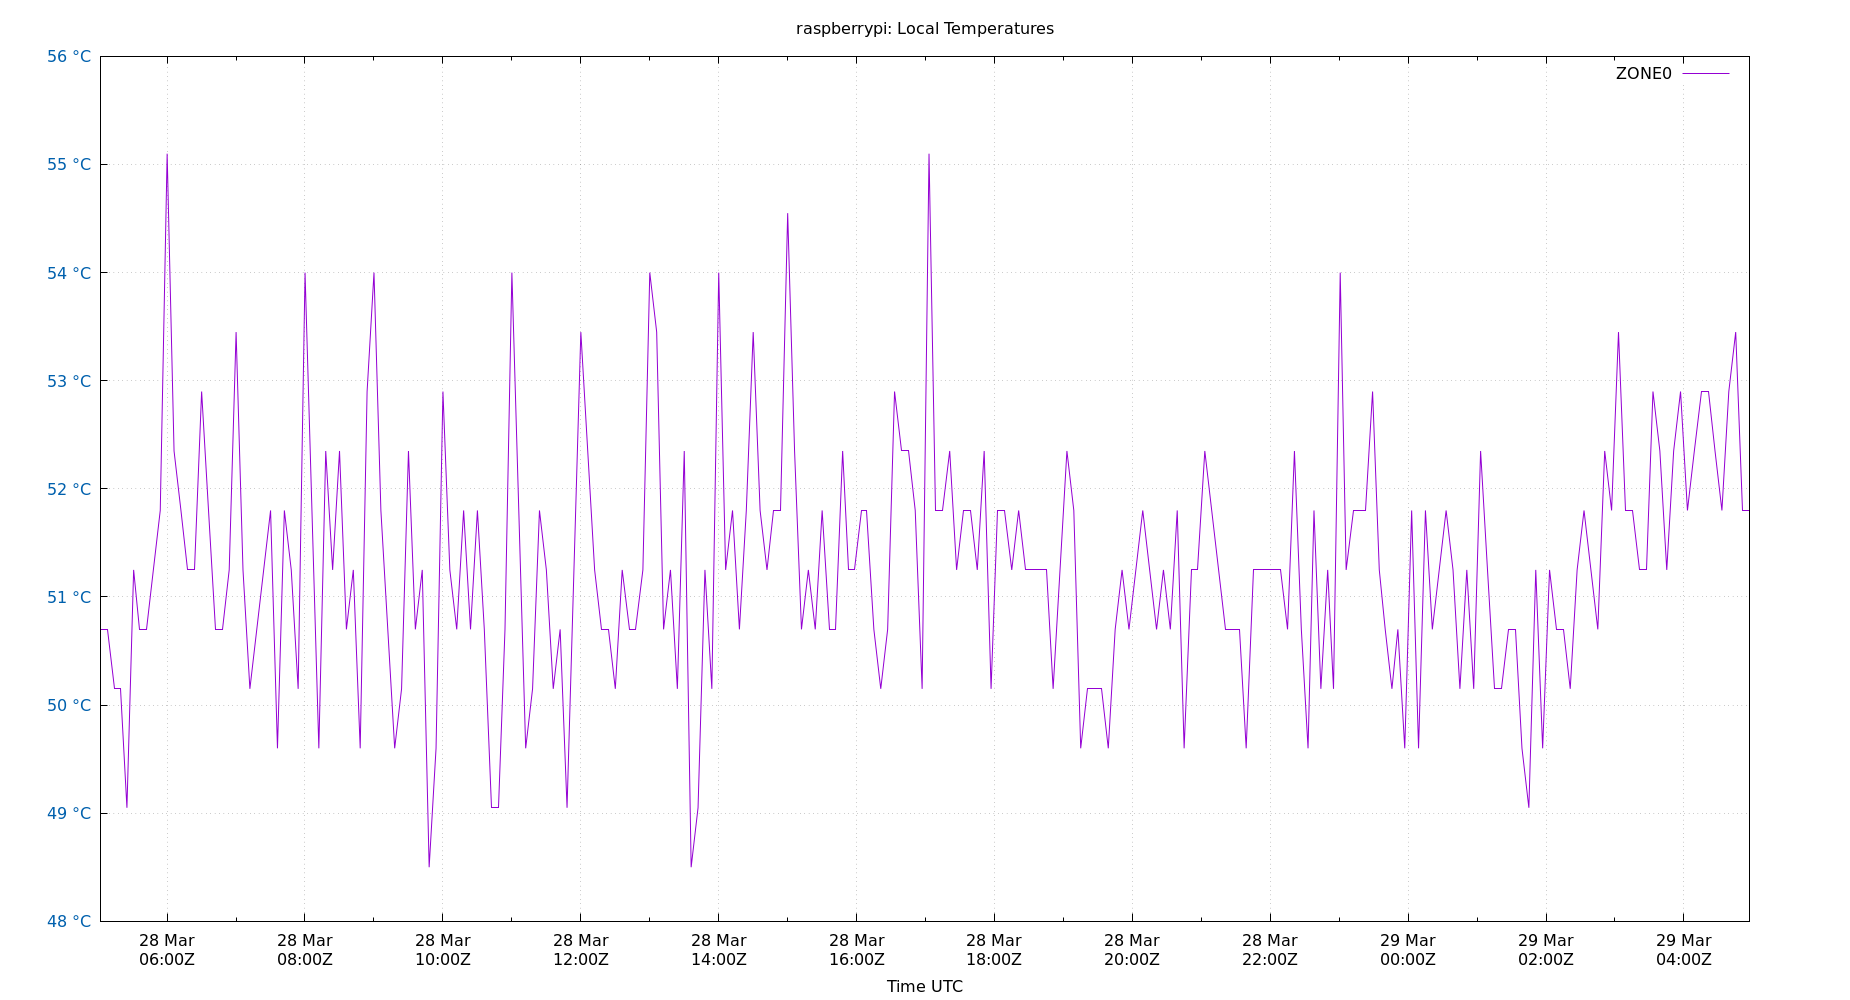 raspberrypi: Local Temperatures
56 °C
ZONE0
55 °C
54 °C
53 °C
52 °C
51 °C
50 °C
49 °C
48 °C
28 Mar 28 Mar 28 Mar 28 Mar 28 Mar 28 Mar 28 Mar 28 Mar 28 Mar 29 Mar 29 Mar 29 Mar
06:00Z 08:00Z 10:00Z 12:00Z 14:00Z 16:00Z 18:00Z 20:00Z 22:00Z 00:00Z 02:00Z 04:00Z
Time UTC